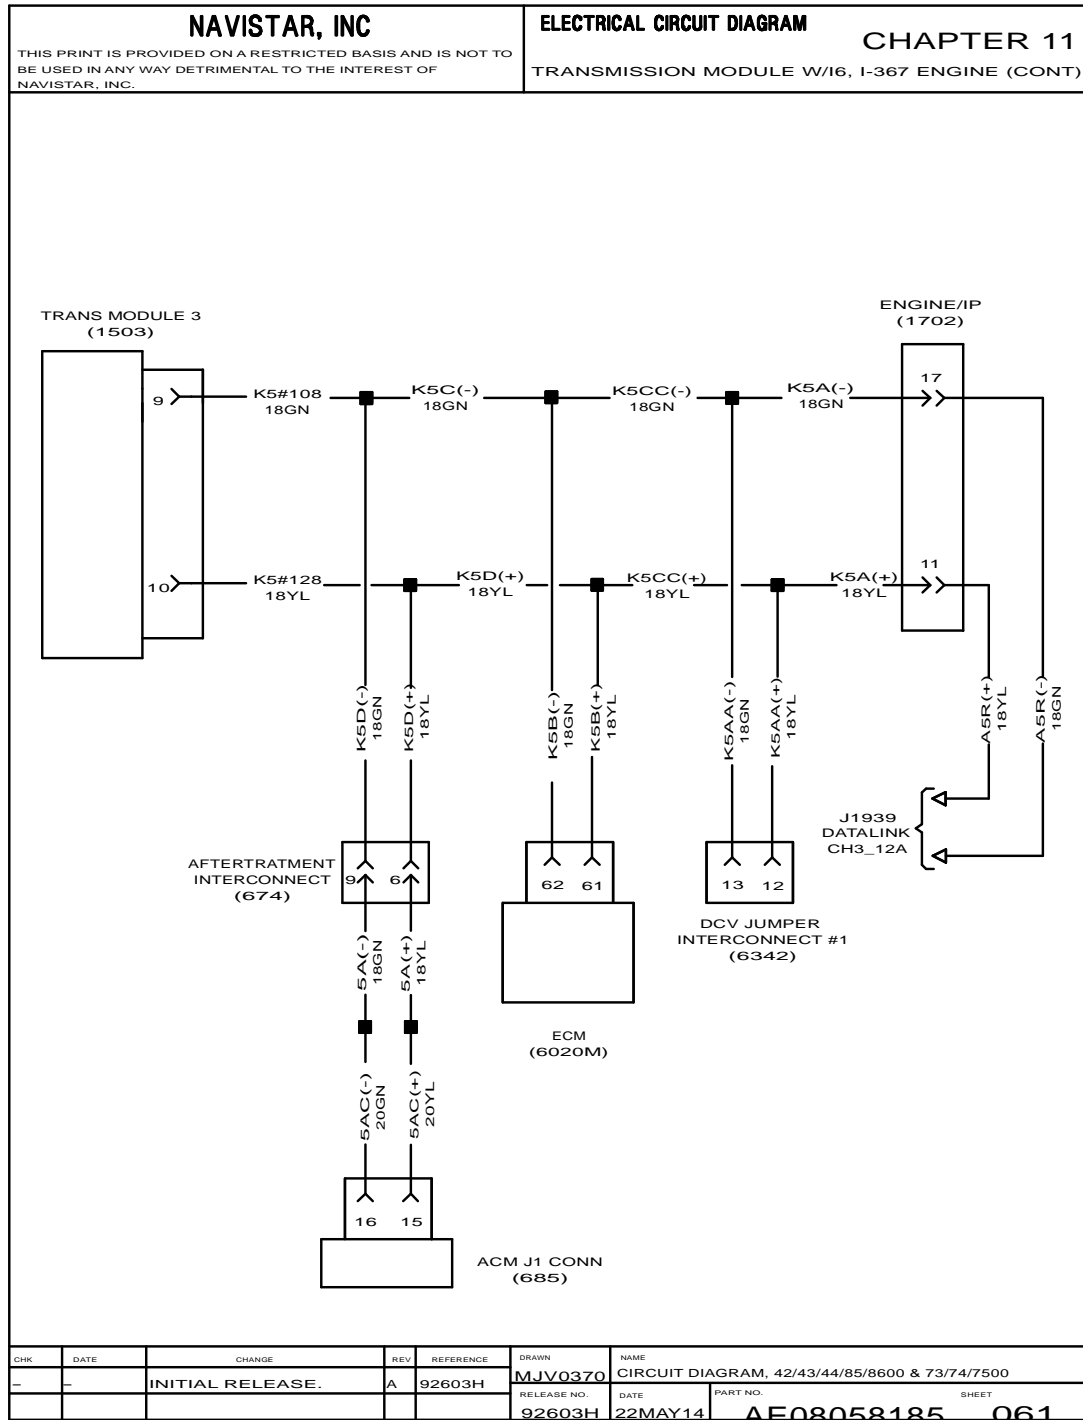 NAVISTAR, INC
THIS PRINT IS PROVIDED ON A RESTRICTED BASIS AND IS NOT TO
BE USED IN ANY WAY DETRIMENTAL TO THE INTEREST OF
NAVISTAR, INC.
ELECTRICAL CIRCUIT DIAGRAM
CHAPTER 11
TRANSMISSION MODULE W/I6, I-367 ENGINE (CONT)
TRANS MODULE 3
(1503)
ENGINE/IP
(1702)
9
K5#108
18GN
K5C(-)
18GN
K5CC(-)
18GN
K5A(-)
18GN
17
10
K5#128
18YL
K5D(+)
18YL
K5CC(+)
18YL
K5A(+)
18YL
11
K5D(-)
18GN
K5D(+)
18YL
K5B(-)
18GN
K5B(+)
18YL
K5AA(-)
18GN
K5AA(+)
18YL
A5R(+)
18YL
A5R(-)
18GN
J1939
DATALINK
CH3_12A
AFTERTRATMENT
INTERCONNECT
(674)
9
6
62
61
13
12
DCV JUMPER
INTERCONNECT #1
(6342)
5A(-)
18GN
5A(+)
18YL
ECM
(6020M)
5AC(-)
20GN
5AC(+)
20YL
16
15
ACM J1 CONN
(685)
CHK
DATE
CHANGE
REV
REFERENCE
DRAWN
NAME
–
–
INITIAL RELEASE.
A
92603H
MJV0370
CIRCUIT DIAGRAM, 42/43/44/85/8600 & 73/74/7500
RELEASE NO.
DATE
PART NO.
SHEET
92603H
22MAY14
AE08058185
061